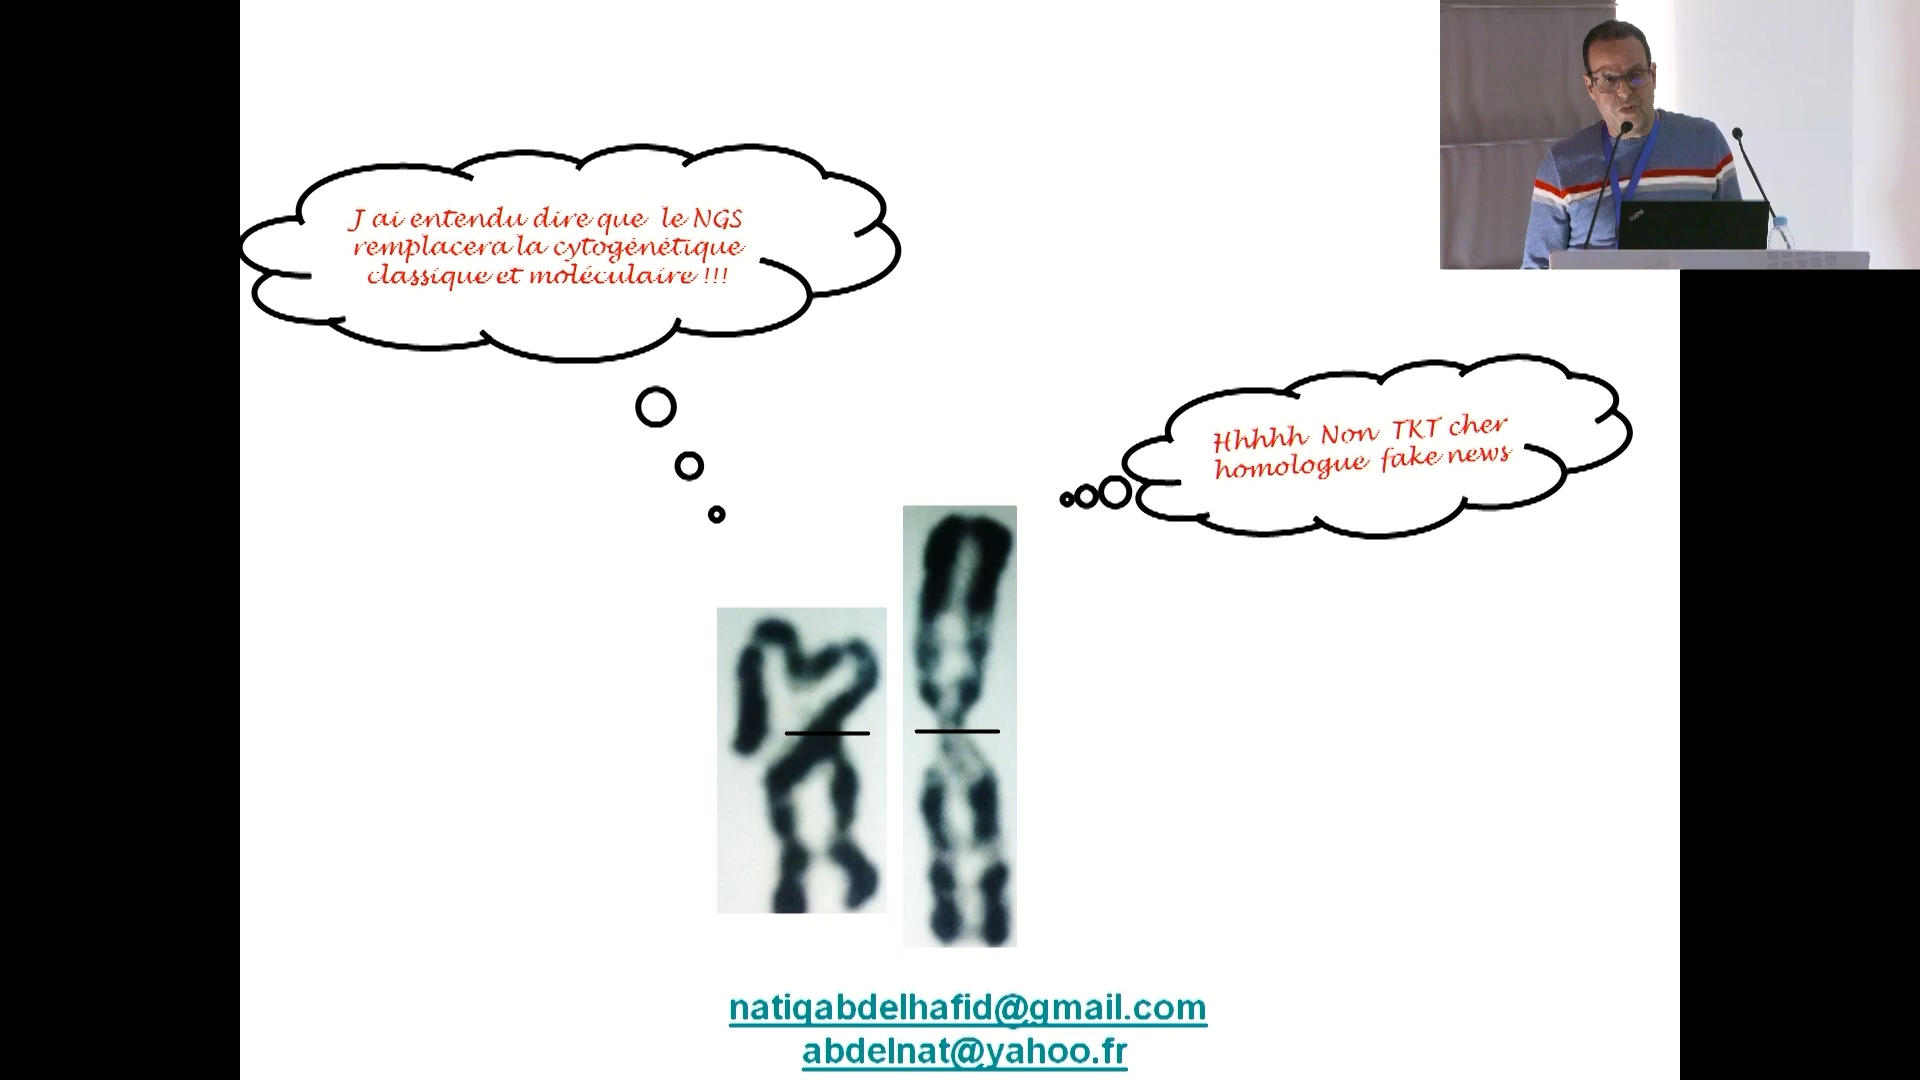 J ai entendu dire que le NGS
remplacera la cytogénétique
classique et moléculaire !!!
Hhhhh Non TKT cher
homologue fake news
natiqabdelhafid@gmail.com
abdelnat@yahoo.fr